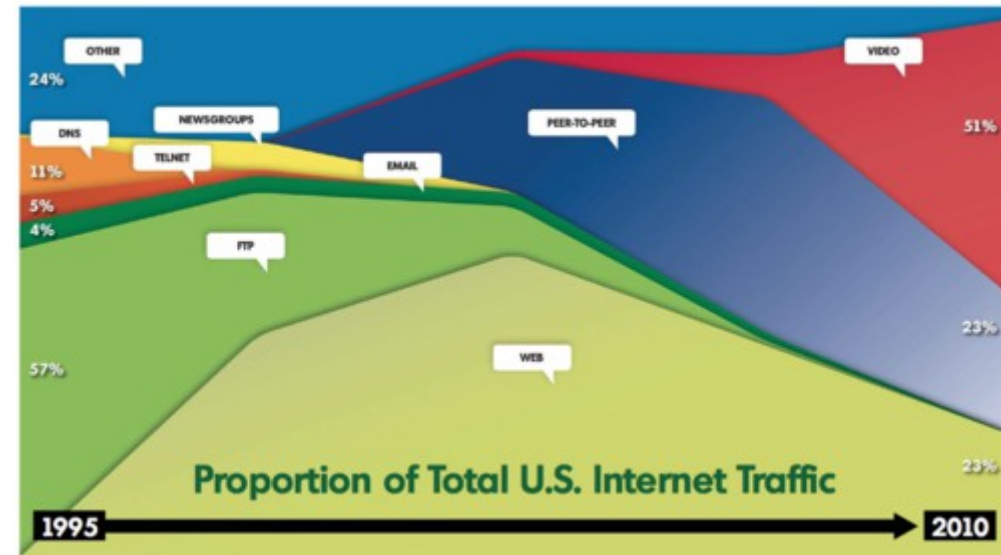 OTHER
VIDEO
24%
NEWSGROUPS
PEER-TO-PEER
51%
DNS
TELNET
EMAIL
11%
5%
4%
FTP
23%
WEB
57%
23%
Proportion of Total U.S. Internet Traffic
1995
2010